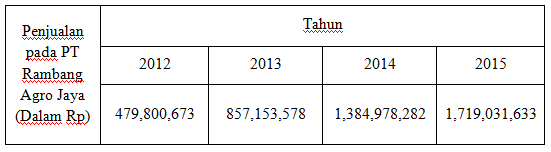 Penjualan
pada PT
Rambang
Agro Jaya
(Dalam Rp)
Tahun
2012 2013 2014 2015
479,800,673 857,153,578 1,384,978,282 1,719,031,633